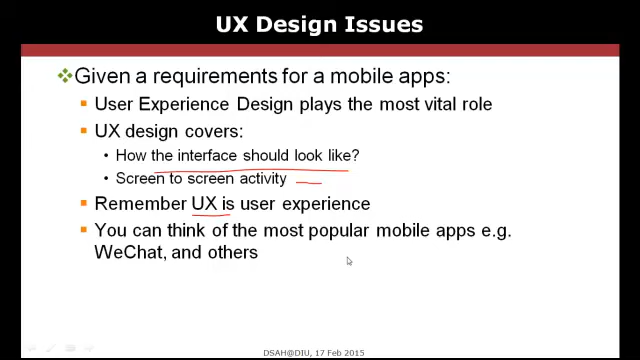 UX Design Issues
Given a requirements for a mobile apps:
User Experience Design plays the most vital role
UX design covers:
How the interface should look like?
Screen to screen activity
Remember UX is user experience
You can think of the most popular mobile apps e.g.
WeChat, and others
DSAH@DIU, 17 Feb 2015